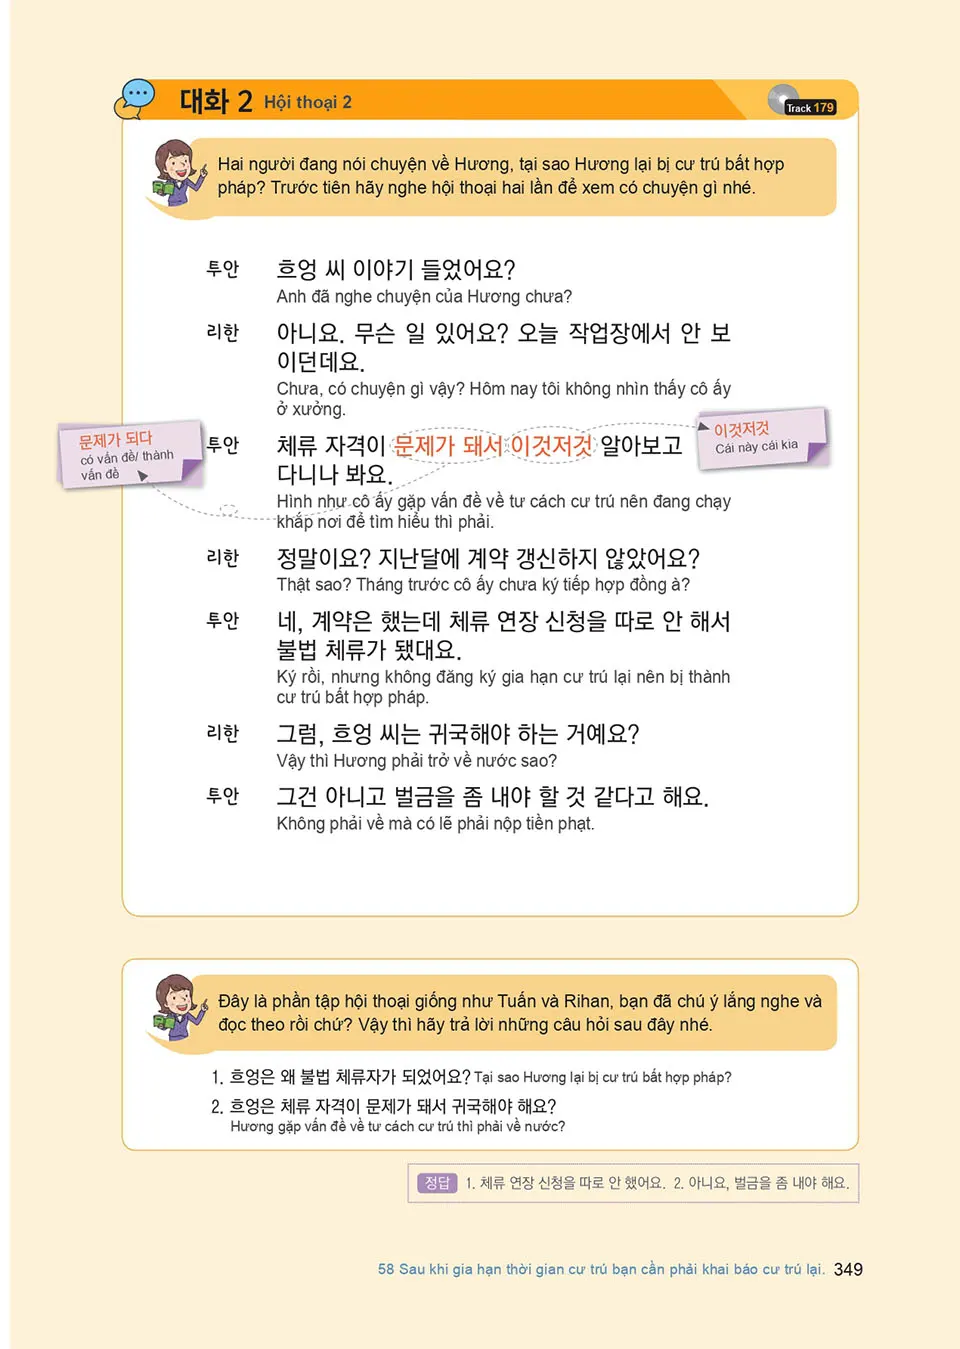 대화 2 Hội thoại 2
Track 179
Hai người đang nói chuyện về Hương, tại sao Hương lại bị cư trú bất hợp
pháp? Trước tiên hãy nghe hội thoại hai lần để xem có chuyện gì nhé.
투안 흐엉 씨 이야기 들었어요?
Anh đã nghe chuyện của Hương chưa?
리한 아니요. 무슨 일 있어요? 오늘 작업장에서 안 보
이던데요.
Chưa, có chuyện gì vậy? Hôm nay tôi không nhìn thấy cô ấy
ở xưởng.
문제가 되다
có vấn đề/ thành
vấn đề
투안 체류 자격이 문제가 돼서 이것저것 알아보고
다니나 봐요.
이것저것
Cái này cái kia
Hình như cô ấy gặp vấn đề về tư cách cư trú nên đang chạy
khắp nơi để tìm hiểu thì phải.
리한 정말이요? 지난달에 계약 갱신하지 않았어요?
Thật sao? Tháng trước cô ấy chưa ký tiếp hợp đồng à?
투안 네, 계약은 했는데 체류 연장 신청을 따로 안 해서
불법 체류가 됐대요.
Ký rồi, nhưng không đăng ký gia hạn cư trú lại nên bị thành
cư trú bất hợp pháp.
리한 그럼, 흐엉 씨는 귀국해야 하는 거예요?
Vậy thì Hương phải trở về nước sao?
투안 그건 아니고 벌금을 좀 내야 할 것 같다고 해요.
Không phải về mà có lẽ phải nộp tiền phạt.
Đây là phần tập hội thoại giống như Tuấn và Rihan, bạn đã chú ý lắng nghe và
đọc theo rồi chứ? Vậy thì hãy trả lời những câu hỏi sau đây nhé.
1. 흐엉은 왜 불법 체류자가 되었어요? Tại sao Hương lại bị cư trú bất hợp pháp?
2. 흐엉은 체류 자격이 문제가 돼서 귀국해야 해요?
Hương gặp vấn đề về tư cách cư trú thì phải về nước?
정답 1. 체류 연장 신청을 따로 안 했어요. 2. 아니요, 벌금을 좀 내야 해요.
58 Sau khi gia hạn thời gian cư trú bạn cần phải khai báo cư trú lại. 349